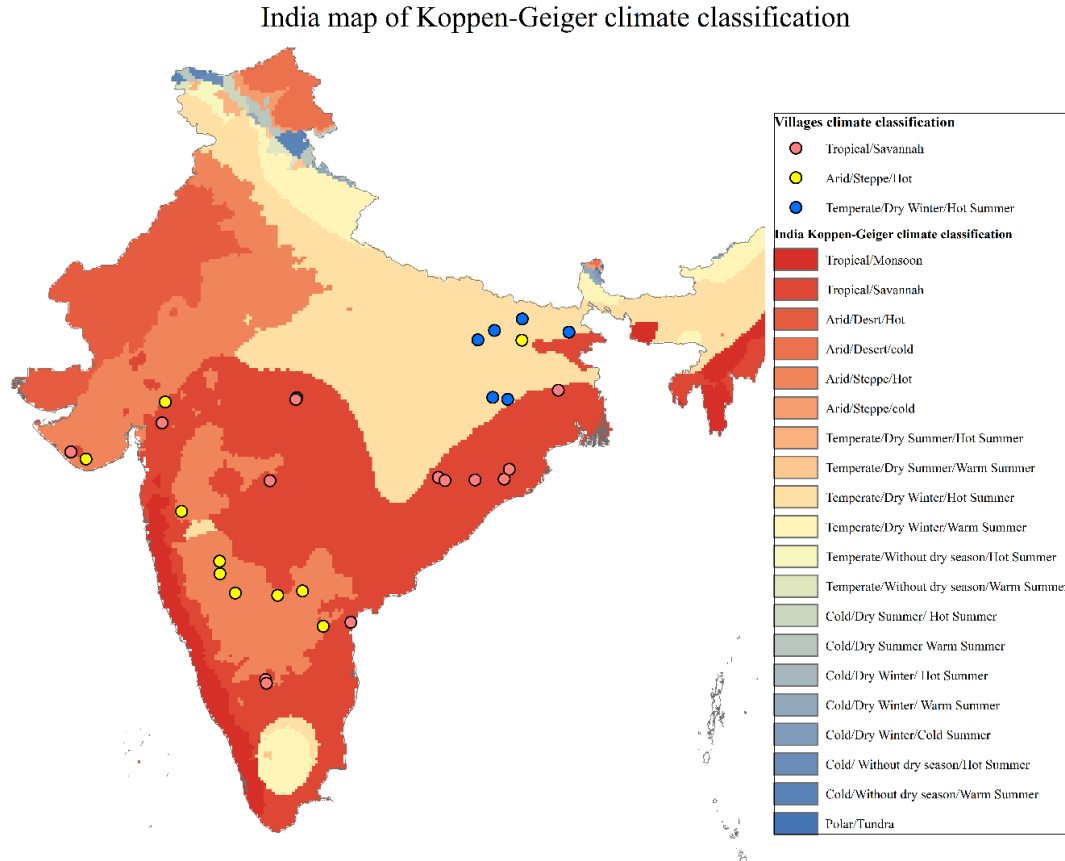 India map of Koppen-Geiger climate classification
Villages climate classification
Tropical/Savannah
Arid/Steppe/Hot
Temperate/Dry Winter/Hot Summer
India Koppen-Geiger climate classification
Tropical/Monsoon
Tropical/Savannah
Arid/Desrt/Hot
Arid/Desert/cold
Arid/Steppe/Hot
Arid/Steppe/cold
Temperate/Dry Summer/Hot Summer
Temperate/Dry Summer/Warm Summer
Temperate/Dry Winter/Hot Summer
Temperate/Dry Winter/Warm Summer
Temperate/Without dry season/Hot Summer
Temperate/Without dry season/Warm Summer
Cold/Dry Summer/ Hot Summer
Cold/Dry Summer Warm Summer
Cold/Dry Winter/ Hot Summer
Cold/Dry Winter/ Warm Summer
Cold/Dry Winter/Cold Summer
Cold/ Without dry season/Hot Summer
Cold/Without dry season/Warm Summer
Polar/Tundra